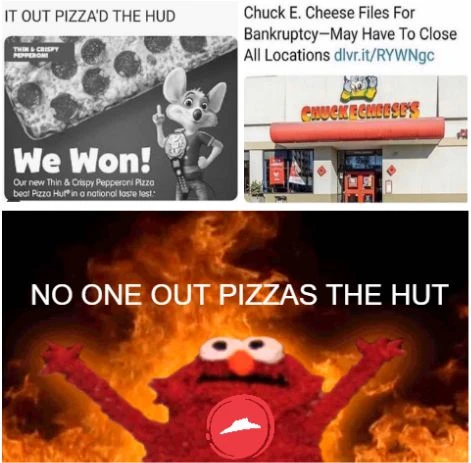 IT OUT PIZZA'D THE HUD
THIN & CRISPY
PEPPERONI
We Won!
Our new Thin & Crispy Pepperoni Pizza
beat Pizza Hut® in a national taste test.*
Chuck E. Cheese Files For
Bankruptcy—May Have To Close
All Locations dlvr.it/RYWNgc
CHUCK E CHEESE'S
NO ONE OUT PIZZAS THE HUT